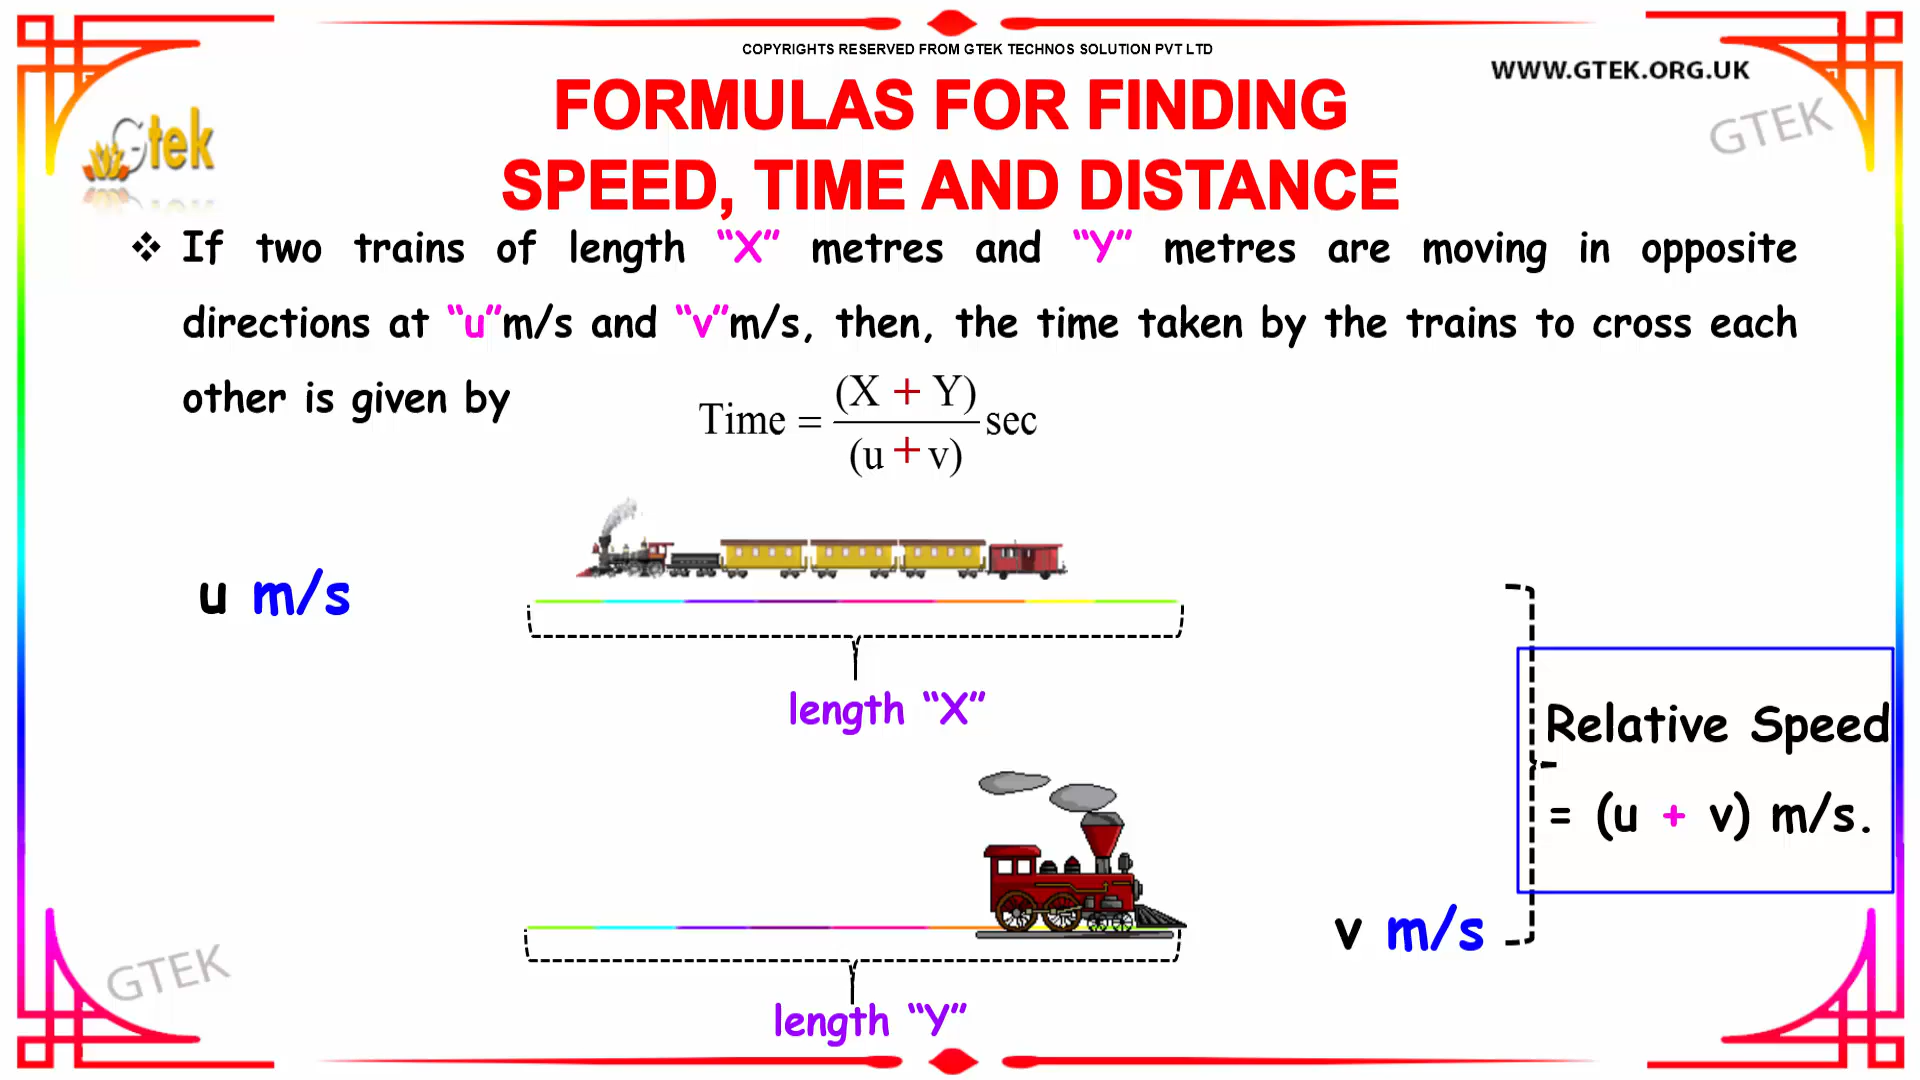 COPYRIGHTS RESERVED FROM GTEK TECHNOS SOLUTION PVT LTD
WWW.GTEK.ORG.UK
Gtek
GTEK
FORMULAS FOR FINDING
SPEED, TIME AND DISTANCE
❖ If two trains of length “X” metres and “Y” metres are moving in opposite
directions at “u”m/s and “v”m/s, then, the time taken by the trains to cross each
other is given by
Time = (X + Y) / (u + v) sec
u m/s
length “X”
Relative Speed
= (u + v) m/s.
v m/s
GTEK
length “Y”